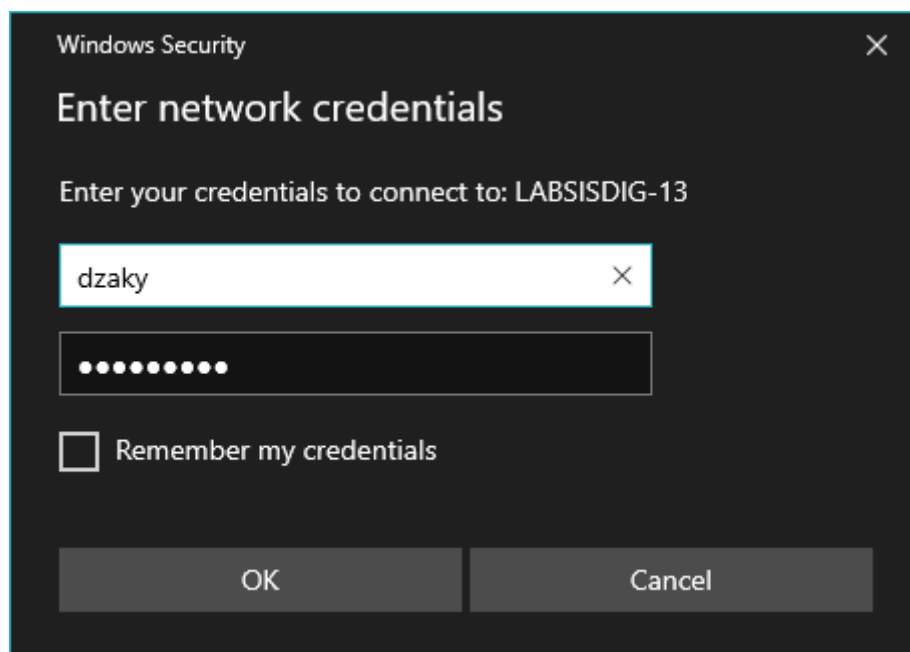 Windows Security
Enter network credentials
Enter your credentials to connect to: LABSISDIG-13
dzaky
•••••••••
Remember my credentials
OK
Cancel